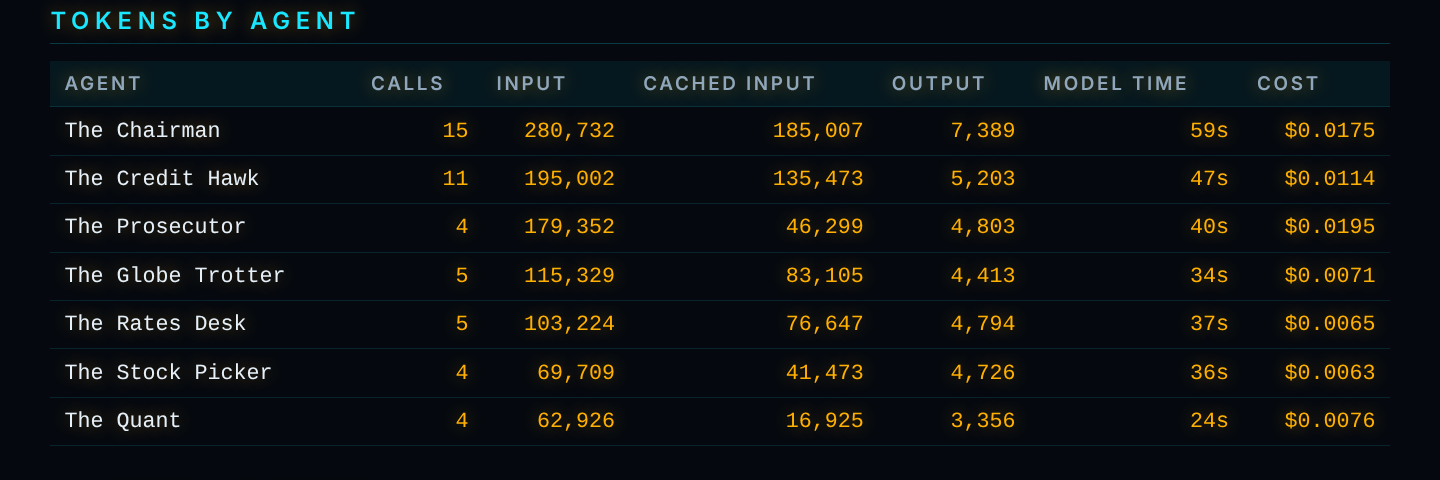 TOKENS BY AGENT
AGENT CALLS INPUT CACHED INPUT OUTPUT MODEL TIME COST
The Chairman 15 280,732 185,007 7,389 59s $0.0175
The Credit Hawk 11 195,002 135,473 5,203 47s $0.0114
The Prosecutor 4 179,352 46,299 4,803 40s $0.0195
The Globe Trotter 5 115,329 83,105 4,413 34s $0.0071
The Rates Desk 5 103,224 76,647 4,794 37s $0.0065
The Stock Picker 4 69,709 41,473 4,726 36s $0.0063
The Quant 4 62,926 16,925 3,356 24s $0.0076